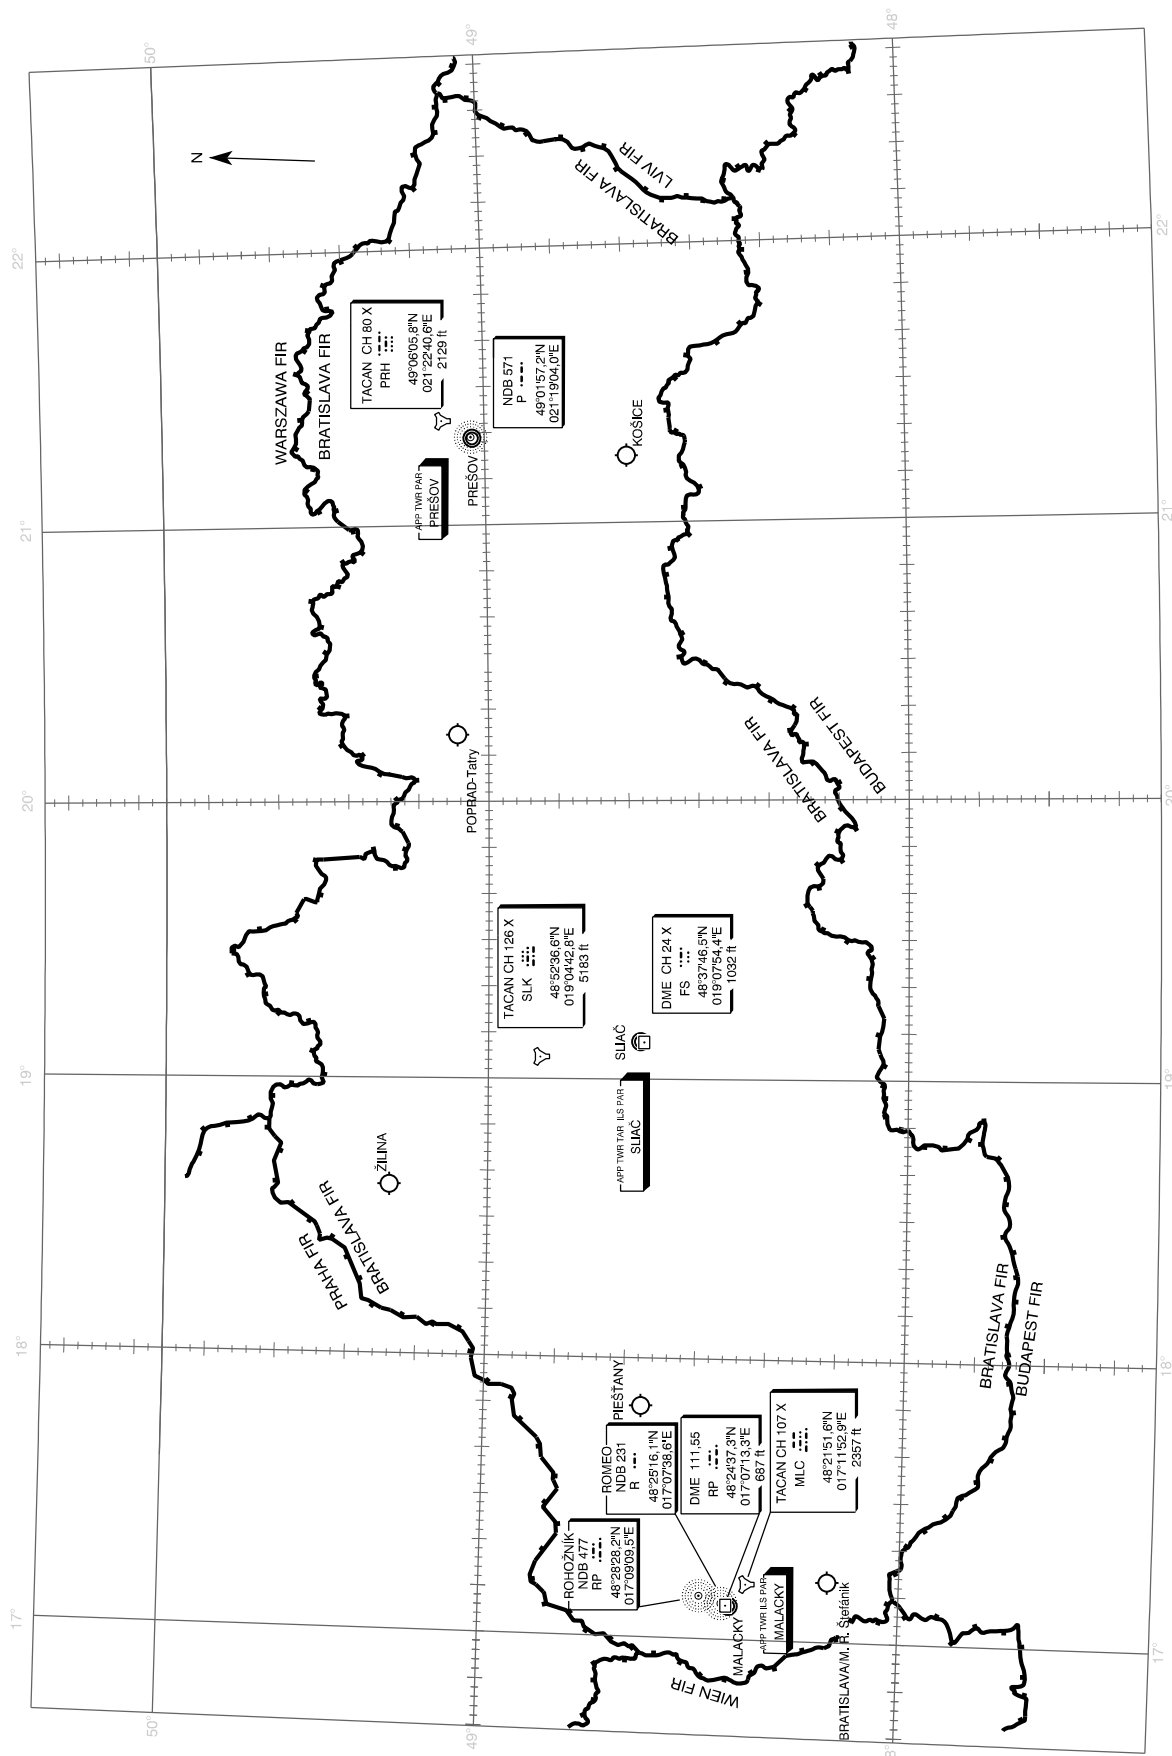 50°
49°
48°
22°
21°
20°
19°
18°
17°
N
LVIV FIR
BRATISLAVA FIR
WARSZAWA FIR
BRATISLAVA FIR
TACAN CH 80 X
PRH
49°06'05,8"N
021°22'40,6"E
2129 ft
NDB 571
P
49°01'57,2"N
021°19'04,0"E
PREŠOV
APP TWR PAR
PREŠOV
KOŠICE
22°
21°
POPRAD-Tatry
BRATISLAVA FIR
BUDAPEST FIR
20°
TACAN CH 126 X
SLK
48°52'36,6"N
019°04'42,8"E
5183 ft
DME CH 24 X
FS
48°37'46,5"N
019°07'54,4"E
1032 ft
SLIAČ
APP TWR TAR ILS PAR
SLIAČ
19°
ŽILINA
PRAHA FIR
BRATISLAVA FIR
BRATISLAVA FIR
BUDAPEST FIR
18°
PIEŠŤANY
ROMEO
NDB 231
R
48°25'16,1"N
017°07'38,6"E
DME 111,55
RP
48°24'37,3"N
017°07'13,3"E
687 ft
TACAN CH 107 X
MLC
48°21'51,6"N
017°11'52,9"E
2357 ft
ROHOŽNÍK
NDB 477
RP
48°28'28,2"N
017°09'09,5"E
MALACKY
APP TWR ILS PAR
MALACKY
BRATISLAVA/M. R. Štefánik
WIEN FIR
17°
50°
49°